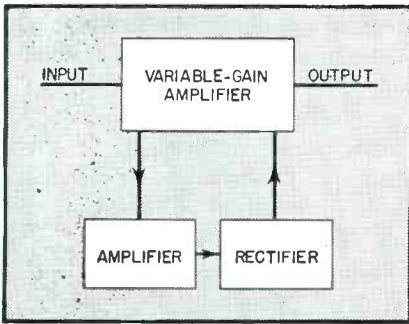 INPUT
VARIABLE-GAIN
AMPLIFIER
OUTPUT
AMPLIFIER
RECTIFIER